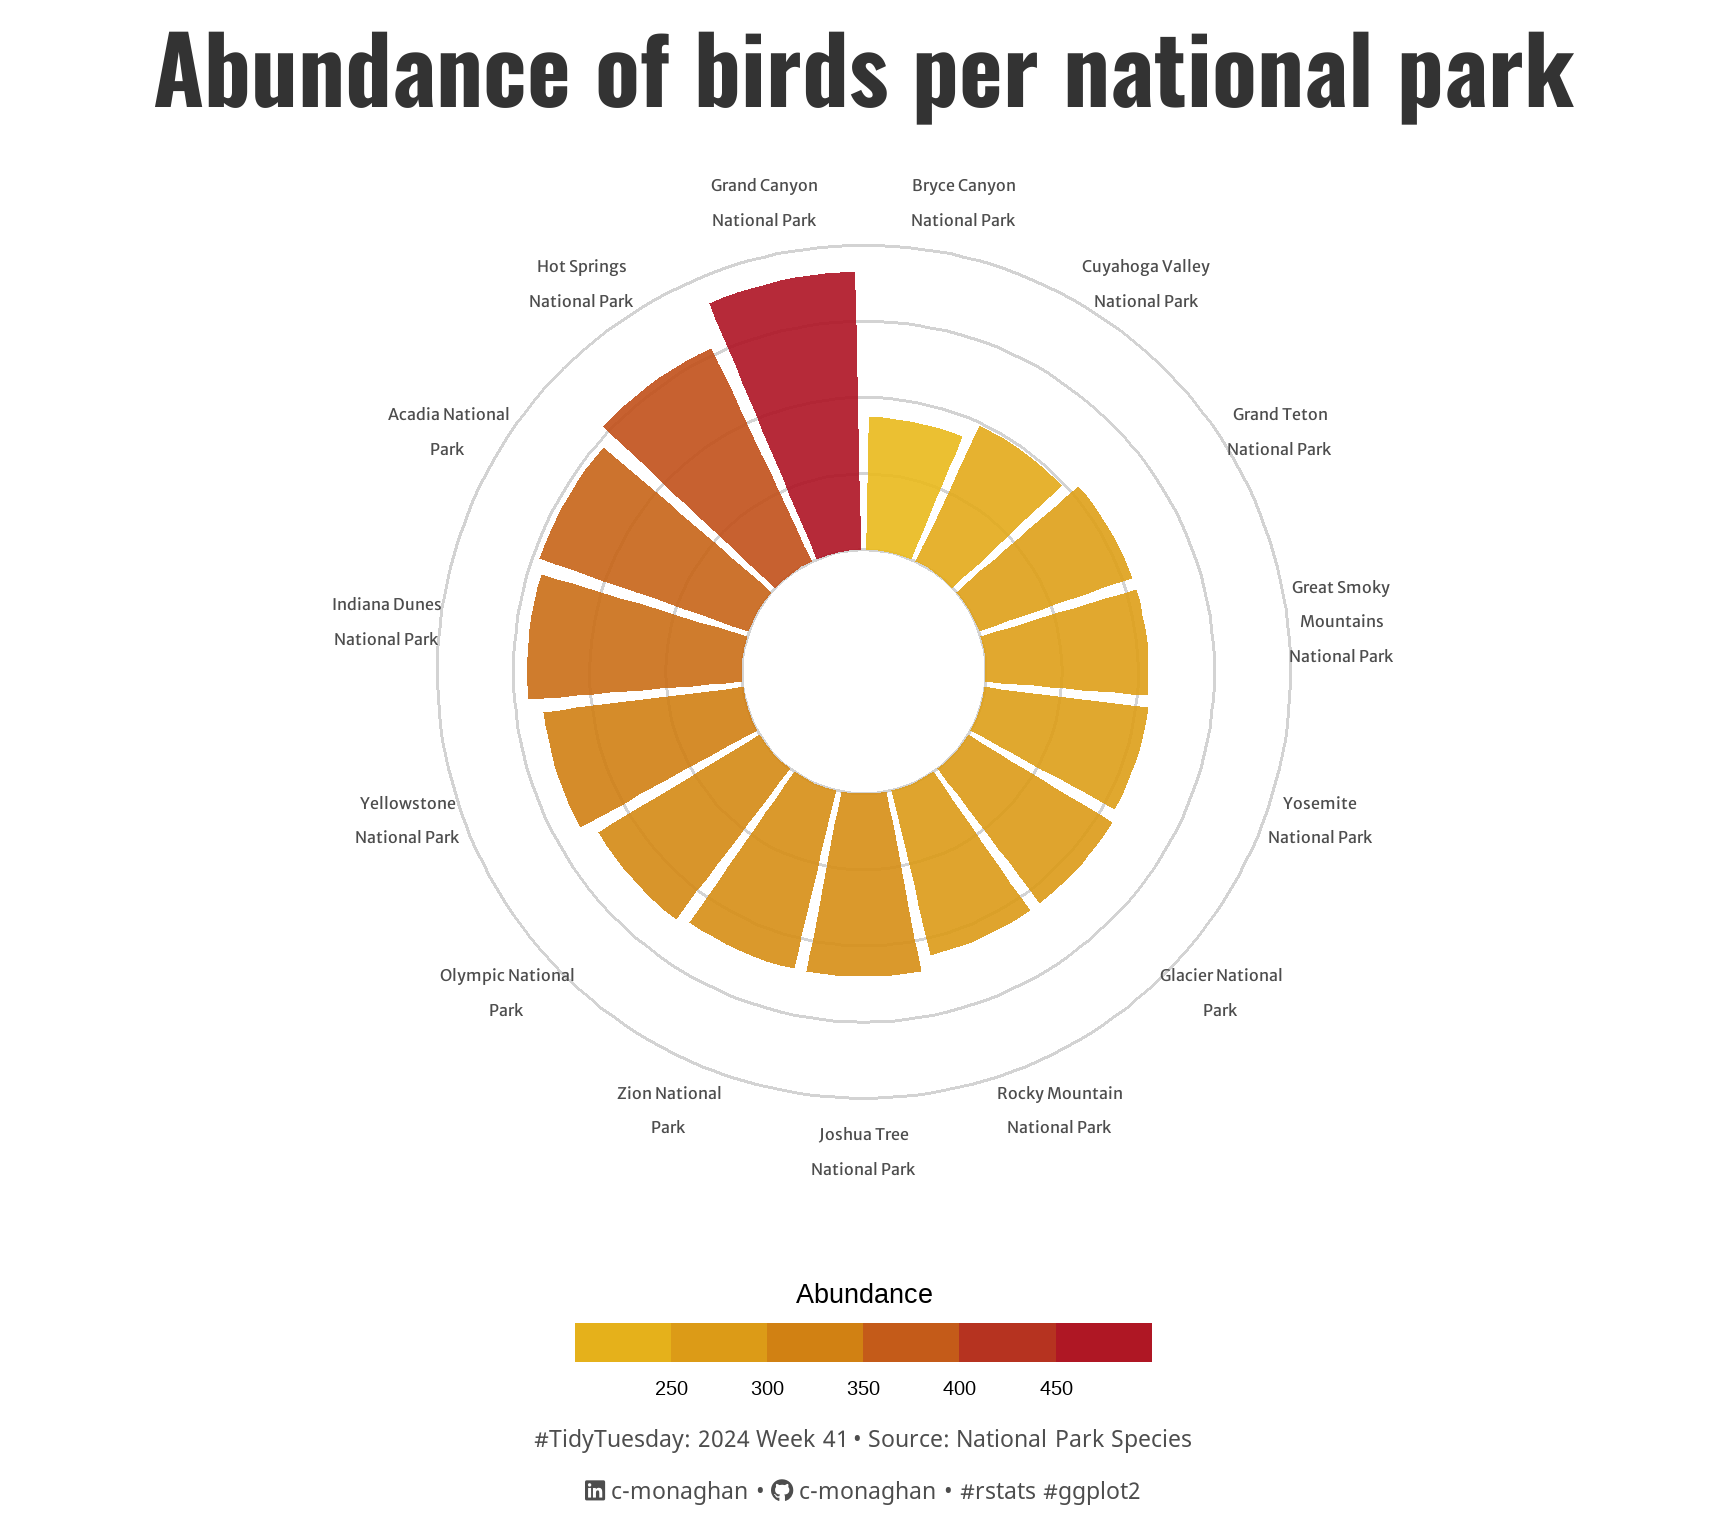 Abundance of birds per national park
Grand Canyon
National Park
Bryce Canyon
National Park
Hot Springs
National Park
Cuyahoga Valley
National Park
Acadia National
Park
Grand Teton
National Park
Indiana Dunes
National Park
Great Smoky
Mountains
National Park
Yellowstone
National Park
Yosemite
National Park
Olympic National
Park
Glacier National
Park
Zion National
Park
Rocky Mountain
National Park
Joshua Tree
National Park
Abundance
250 300 350 400 450
#TidyTuesday: 2024 Week 41 • Source: National Park Species
in c-monaghan • c-monaghan • #rstats #ggplot2